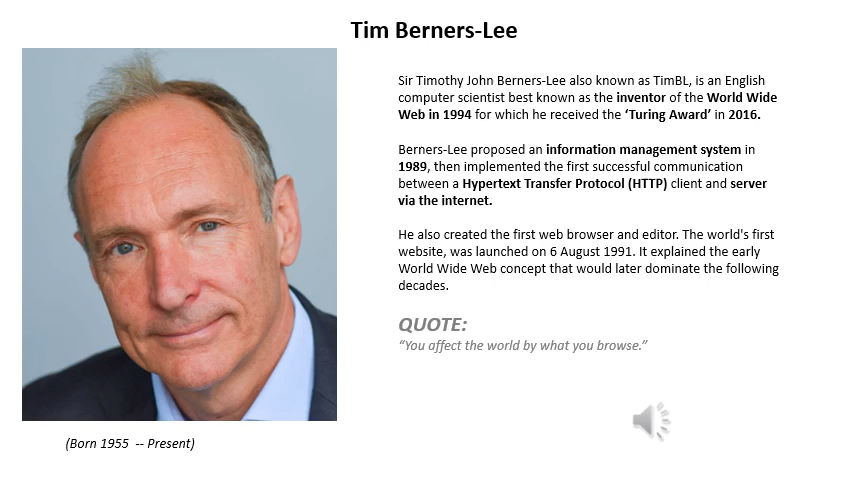 Tim Berners-Lee
Sir Timothy John Berners-Lee also known as TimBL, is an English
computer scientist best known as the inventor of the World Wide
Web in 1994 for which he received the ‘Turing Award’ in 2016.
Berners-Lee proposed an information management system in
1989, then implemented the first successful communication
between a Hypertext Transfer Protocol (HTTP) client and server
via the internet.
He also created the first web browser and editor. The world's first
website, was launched on 6 August 1991. It explained the early
World Wide Web concept that would later dominate the following
decades.
QUOTE:
“You affect the world by what you browse.”
(Born 1955 -- Present)